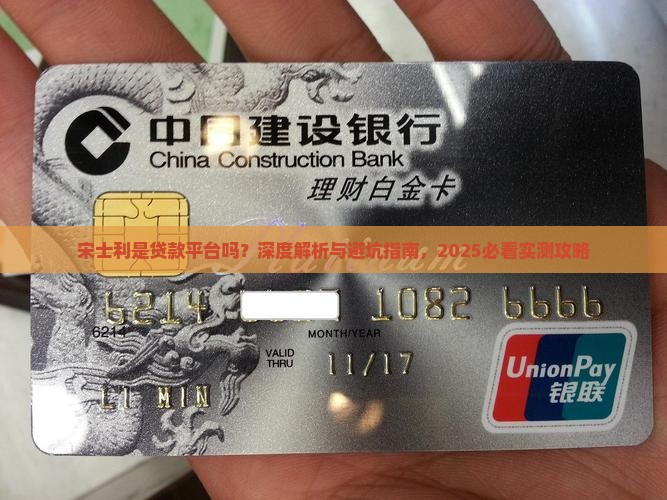 中国建设银行
China Construction Bank
理财白金卡
宋士利是贷款平台吗？深度解析与避坑指南，2025必看实测攻略
Platinum
6214 1082 6666
6214
MONTH/YEAR
VALID
THRU
11/17
LI MIN
UnionPay
银联